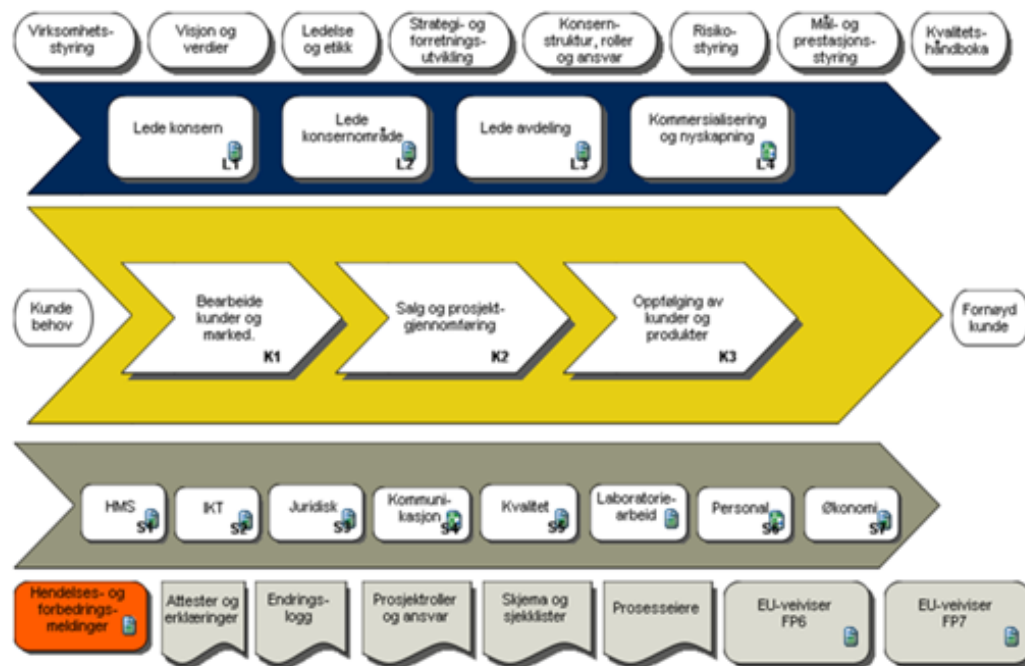 Virksomhets-
styring
Visjon og
verdier
Ledelse
og etikk
Strategi- og
forretnings-
utvikling
Konsern-
struktur, roller
og ansvar
Risiko-
styring
Mål- og
prestasjons-
styring
Kvalitets-
håndboka
Lede konsern
L1
Lede
konsernområde
L2
Lede avdeling
L3
Kommersialisering
og nyskapning
L4
Kunde
behov
Bearbeide
kunder og
marked.
K1
Salg og prosjekt-
gjennomføring
K2
Oppfølging av
kunder og
produkter
K3
Fornøyd
kunde
HMS
S1
IKT
S2
Juridisk
S3
Kommuni-
kasjon
S4
Kvalitet
S5
Laboratorie-
arbeid
Personal
S6
Økonomi
S7
Hendelses- og
forbedrings-
meldinger
Attester og
erklæringer
Endrings-
logg
Prosjektroller
og ansvar
Skjema og
sjekklister
Prosesseiere
EU-veiviser
FP6
EU-veiviser
FP7